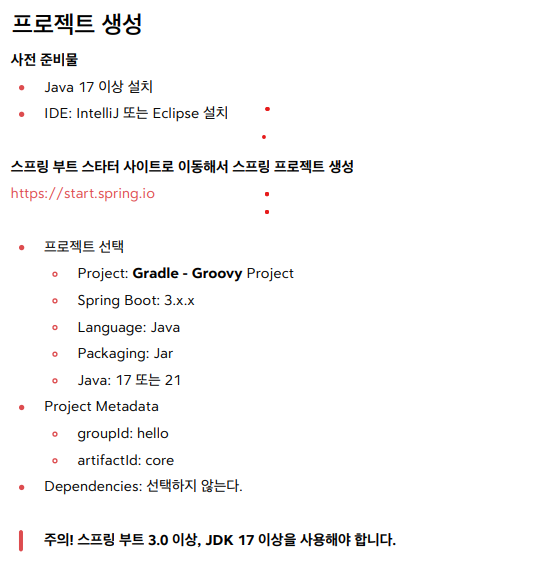 프로젝트 생성
사전 준비물
Java 17 이상 설치
IDE: IntelliJ 또는 Eclipse 설치
스프링 부트 스타터 사이트로 이동해서 스프링 프로젝트 생성
https://start.spring.io
프로젝트 선택
Project: Gradle - Groovy Project
Spring Boot: 3.x.x
Language: Java
Packaging: Jar
Java: 17 또는 21
Project Metadata
groupId: hello
artifactId: core
Dependencies: 선택하지 않는다.
주의! 스프링 부트 3.0 이상, JDK 17 이상을 사용해야 합니다.